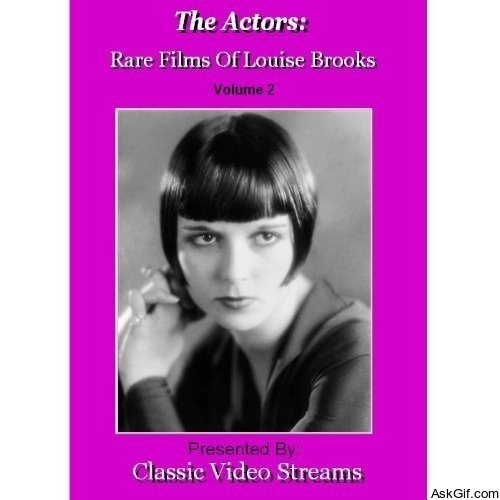 The Actors:
Rare Films Of Louise Brooks
Volume 2
Presented By:
Classic Video Streams
AskGif.com